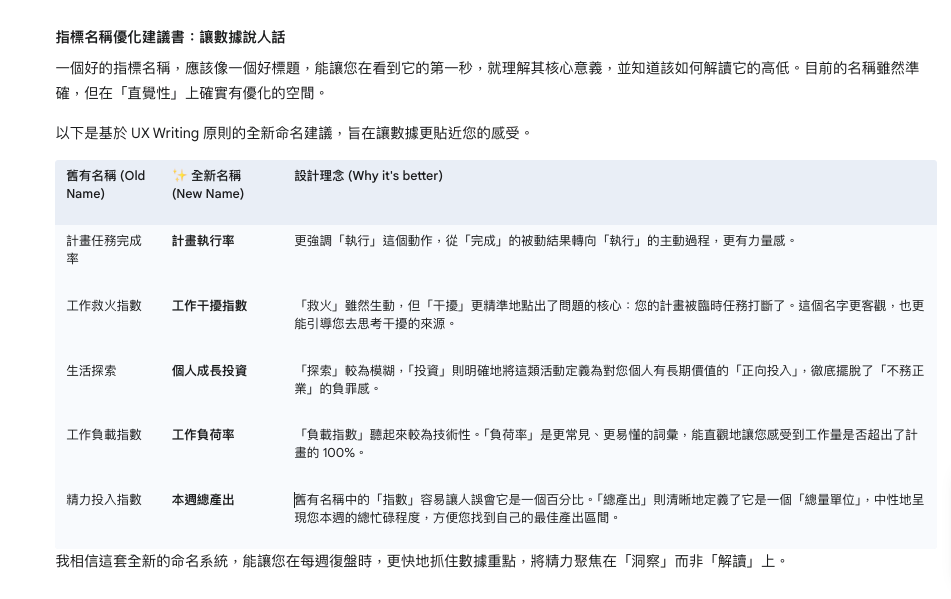 指標名稱優化建議書：讓數據說人話
一個好的指標名稱，應該像一個好標題，能讓您在看到它的第一秒，就理解其核心意義，並知道該如何解讀它的高低。目前的名稱雖然準
確，但在「直覺性」上確實有優化的空間。
以下是基於 UX Writing 原則的全新命名建議，旨在讓數據更貼近您的感受。
舊有名稱 (Old
Name)
✨ 全新名稱
(New Name)
設計理念 (Why it's better)
計畫任務完成
率
計畫執行率
更強調「執行」這個動作，從「完成」的被動結果轉向「執行」的主動過程，更有力量感。
工作救火指數
工作干擾指數
「救火」雖然生動，但「干擾」更精準地點出了問題的核心：您的計畫被臨時任務打斷了。這個名字更客觀，也更
能引導您去思考干擾的來源。
生活探索
個人成長投資
「探索」較為模糊，「投資」則明確地將這類活動定義為對您個人有長期價值的「正向投入」，徹底擺脫了「不務正
業」的負罪感。
工作負載指數
工作負荷率
「負載指數」聽起來較為技術性。「負荷率」是更常見、更易懂的詞彙，能直觀地讓您感受到工作量是否超出了計
畫的 100%。
精力投入指數
本週總產出
舊有名稱中的「指數」容易讓人誤會它是一個百分比。「總產出」則清晰地定義了它是一個「總量單位」，中性地呈
現您本週的總忙碌程度，方便您找到自己的最佳產出區間。
我相信這套全新的命名系統，能讓您在每週復盤時，更快地抓住數據重點，將精力聚焦在「洞察」而非「解讀」上。